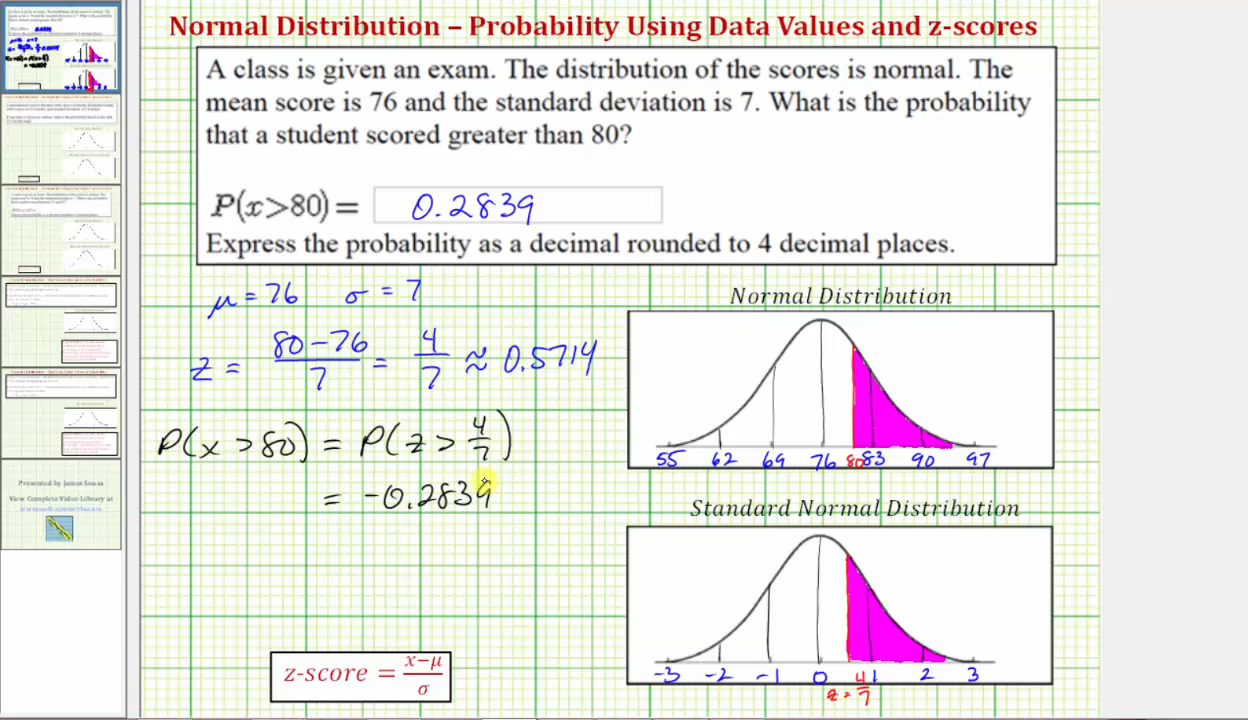 Normal Distribution – Probability Using Data Values and z-scores
A class is given an exam. The distribution of the scores is normal. The
mean score is 76 and the standard deviation is 7. What is the probability
that a student scored greater than 80?
P(x>80) = 0.2839
Express the probability as a decimal rounded to 4 decimal places.
μ = 76 σ = 7
z = (80 – 76)/7 = 4/7 ≈ 0.5714
P(x > 80) = P(z > 4/7)
= -0.2839
z-score = (x−μ)/σ
Normal Distribution
55 62 69 76 80 83 90 97
Standard Normal Distribution
-3 -2 -1 0 1 2 3
z = 4/7
Presented by James Sousa
View Complete Video Library at